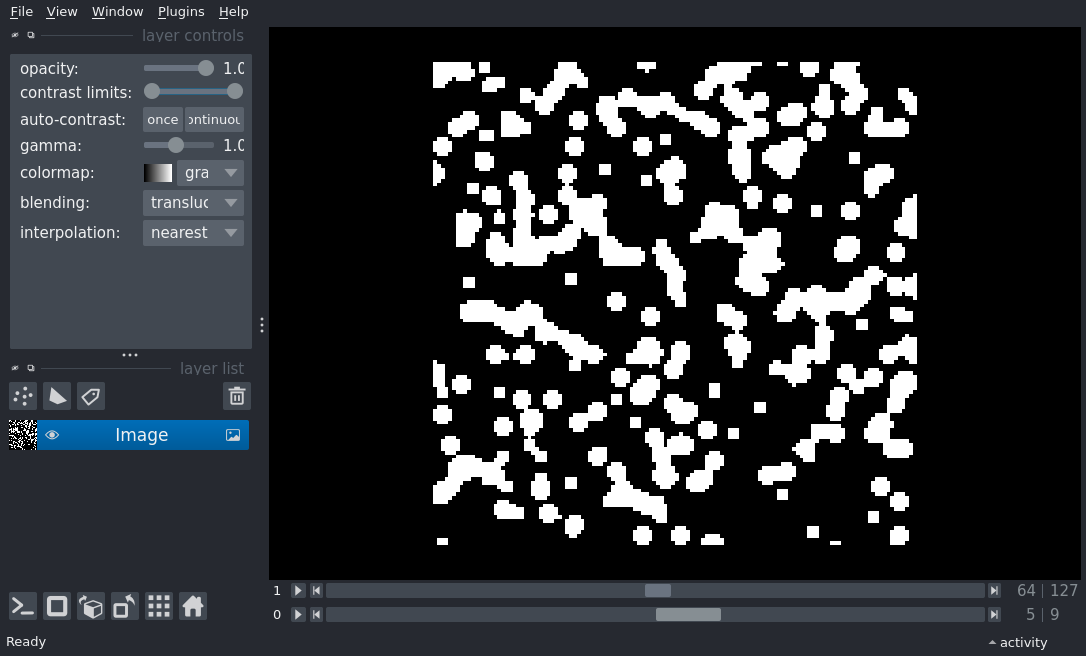 File View Window Plugins Help
layer controls
opacity: 1.0
contrast limits:
auto-contrast: once ontinuou
gamma: 1.0
colormap: gra
blending: transluc
interpolation: nearest
layer list
Image
1 64 | 127
0 5 | 9
Ready activity